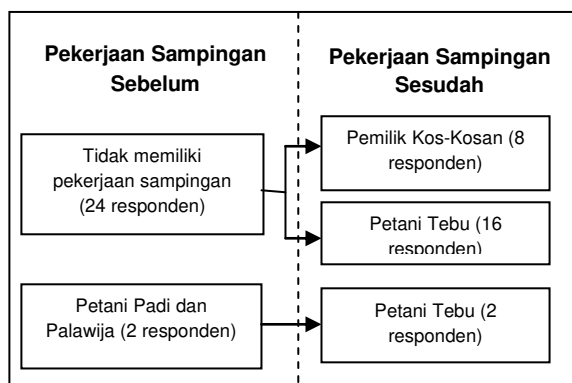 Pekerjaan Sampingan
Sebelum
Pekerjaan Sampingan
Sesudah
Tidak memiliki
pekerjaan sampingan
(24 responden)
Pemilik Kos-Kosan (8
responden)
Petani Tebu (16
responden)
Petani Padi dan
Palawija (2 responden)
Petani Tebu (2
responden)